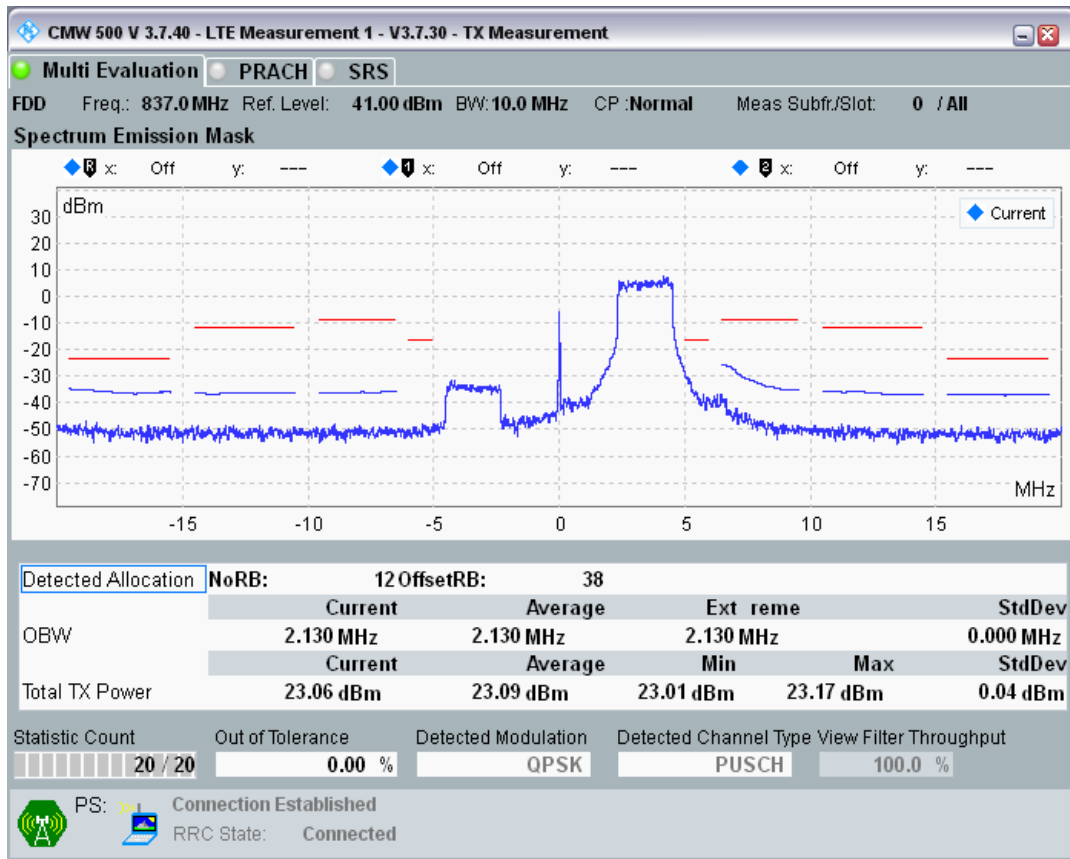 CMW 500 V 3.7.40 - LTE Measurement 1 - V3.7.30 - TX Measurement
Multi Evaluation PRACH SRS
FDD Freq.: 837.0 MHz Ref. Level: 41.00 dBm BW: 10.0 MHz CP : Normal Meas Subfr./Slot: 0 / All
Spectrum Emission Mask
R x: Off y: --- 1 x: Off y: --- 2 x: Off y: ---
dBm
Current
30
20
10
0
-10
-20
-30
-40
-50
-60
-70
MHz
-15 -10 -5 0 5 10 15
Detected Allocation NoRB: 12 OffsetRB: 38
Current Average Ext reme StdDev
OBW 2.130 MHz 2.130 MHz 2.130 MHz 0.000 MHz
Current Average Min Max StdDev
Total TX Power 23.06 dBm 23.09 dBm 23.01 dBm 23.17 dBm 0.04 dBm
Statistic Count Out of Tolerance Detected Modulation Detected Channel Type View Filter Throughput
20 / 20 0.00 % QPSK PUSCH 100.0 %
PS: Connection Established
RRC State: Connected